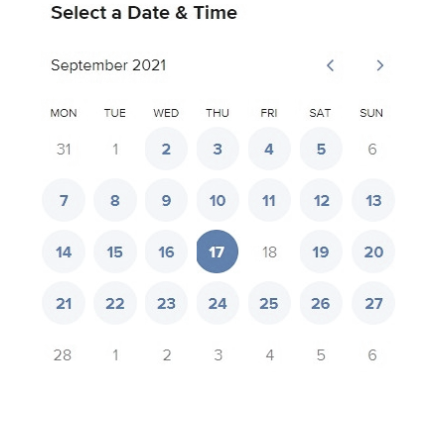 Select a Date & Time
September 2021
MON TUE WED THU FRI SAT SUN
31 1 2 3 4 5 6
7 8 9 10 11 12 13
14 15 16 17 18 19 20
21 22 23 24 25 26 27
28 1 2 3 4 5 6